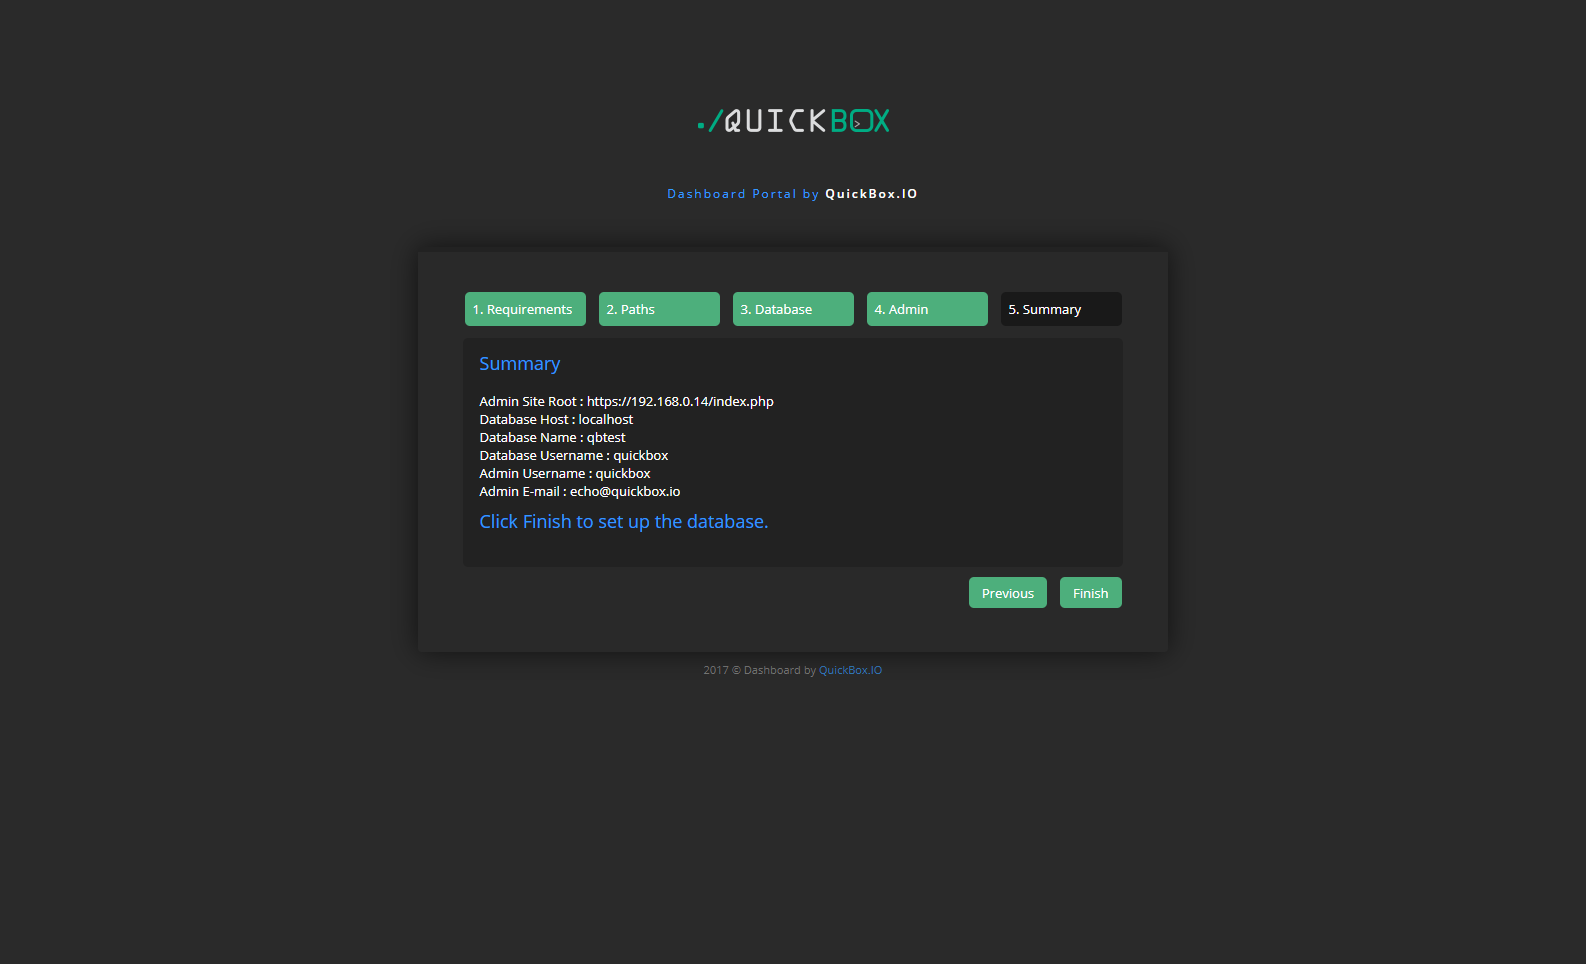 ./QUICKBOX
Dashboard Portal by QuickBox.IO
1. Requirements 2. Paths 3. Database 4. Admin 5. Summary
Summary
Admin Site Root : https://192.168.0.14/index.php
Database Host : localhost
Database Name : qbtest
Database Username : quickbox
Admin Username : quickbox
Admin E-mail : echo@quickbox.io
Click Finish to set up the database.
Previous Finish
2017 © Dashboard by QuickBox.IO